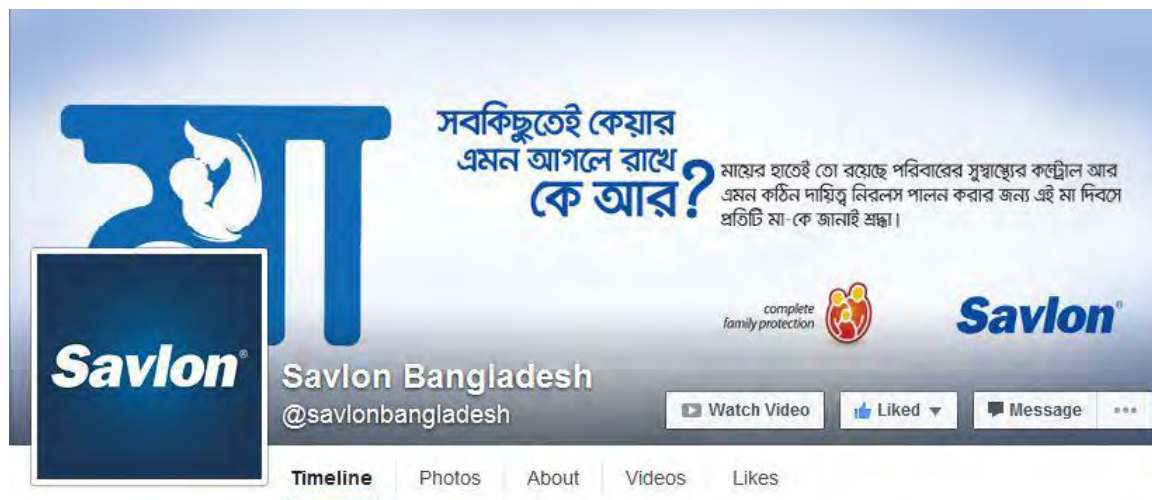 মা
সবকিছুতেই কেয়ার
এমন আগলে রাখে
কে আর?
মায়ের হাতেই তো রয়েছে পরিবারের সুস্বাস্থ্যের কন্ট্রোল আর
এমন কঠিন দায়িত্ব নিরলস পালন করার জন্য এই মা দিবসে
প্রতিটি মা-কে জানাই শ্রদ্ধা।
complete
family protection
Savlon®
Savlon®
Savlon Bangladesh
@savlonbangladesh
Watch Video Liked Message
Timeline Photos About Videos Likes